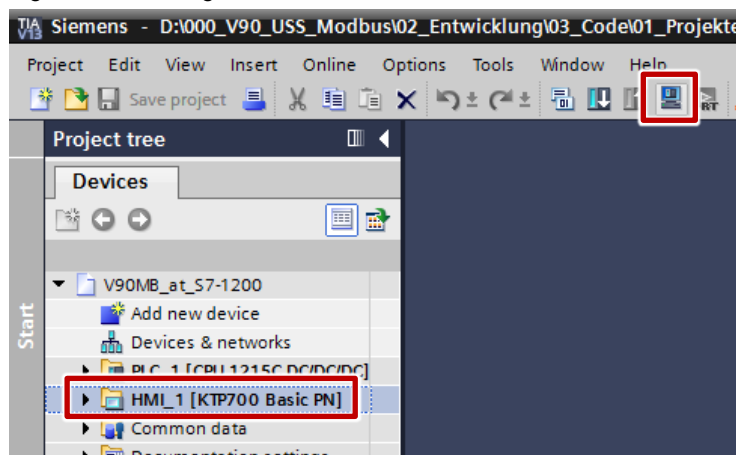 TIA V13 Siemens - D:\000_V90_USS_Modbus\02_Entwicklung\03_Code\01_Projekte
Project Edit View Insert Online Options Tools Window Help
Save project
Project tree
Devices
V90MB_at_S7-1200
Add new device
Devices & networks
PLC_1 [CPU 1215C DC/DC/DC]
HMI_1 [KTP700 Basic PN]
Common data
Documentation settings
Start